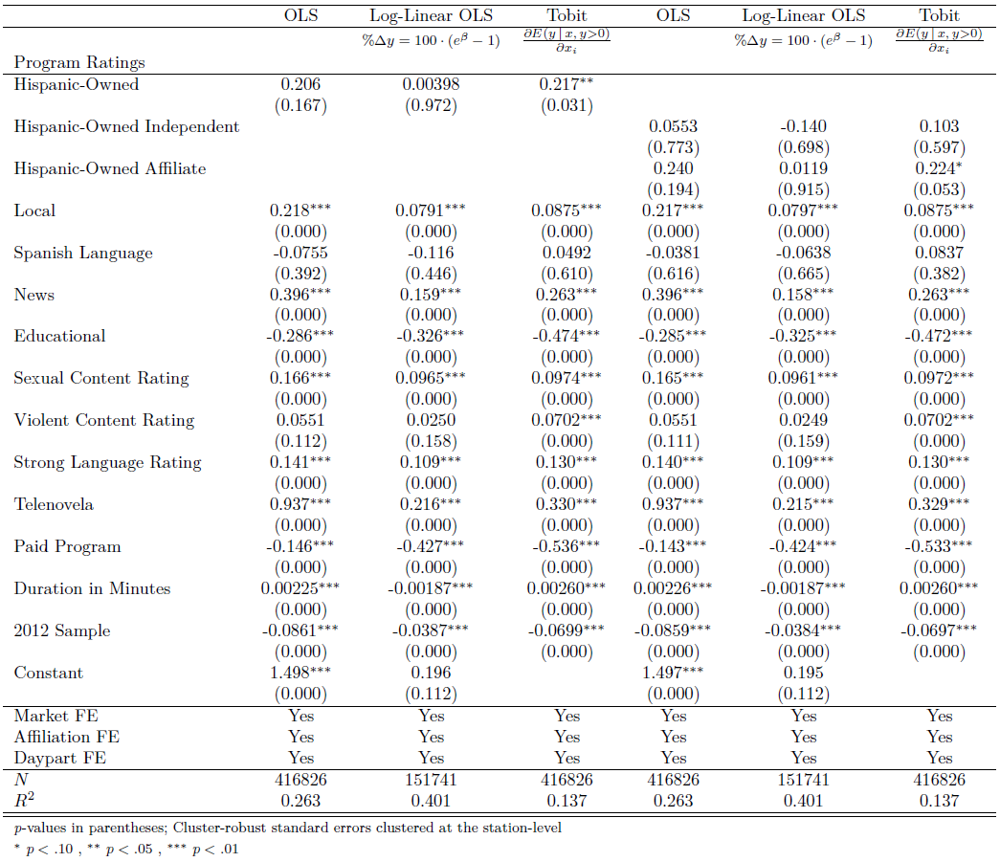 OLS Log-Linear OLS Tobit OLS Log-Linear OLS Tobit
%Δy = 100 · (e^β − 1) ∂E(y | x, y>0)/∂x_i %Δy = 100 · (e^β − 1) ∂E(y | x, y>0)/∂x_i
Program Ratings
Hispanic-Owned 0.206 0.00398 0.217**
(0.167) (0.972) (0.031)
Hispanic-Owned Independent 0.0553 -0.140 0.103
(0.773) (0.698) (0.597)
Hispanic-Owned Affiliate 0.240 0.0119 0.224*
(0.194) (0.915) (0.053)
Local 0.218*** 0.0791*** 0.0875*** 0.217*** 0.0797*** 0.0875***
(0.000) (0.000) (0.000) (0.000) (0.000) (0.000)
Spanish Language -0.0755 -0.116 0.0492 -0.0381 -0.0638 0.0837
(0.392) (0.446) (0.610) (0.616) (0.665) (0.382)
News 0.396*** 0.159*** 0.263*** 0.396*** 0.158*** 0.263***
(0.000) (0.000) (0.000) (0.000) (0.000) (0.000)
Educational -0.286*** -0.326*** -0.474*** -0.285*** -0.325*** -0.472***
(0.000) (0.000) (0.000) (0.000) (0.000) (0.000)
Sexual Content Rating 0.166*** 0.0965*** 0.0974*** 0.165*** 0.0961*** 0.0972***
(0.000) (0.000) (0.000) (0.000) (0.000) (0.000)
Violent Content Rating 0.0551 0.0250 0.0702*** 0.0551 0.0249 0.0702***
(0.112) (0.158) (0.000) (0.111) (0.159) (0.000)
Strong Language Rating 0.141*** 0.109*** 0.130*** 0.140*** 0.109*** 0.130***
(0.000) (0.000) (0.000) (0.000) (0.000) (0.000)
Telenovela 0.937*** 0.216*** 0.330*** 0.937*** 0.215*** 0.329***
(0.000) (0.000) (0.000) (0.000) (0.000) (0.000)
Paid Program -0.146*** -0.427*** -0.536*** -0.143*** -0.424*** -0.533***
(0.000) (0.000) (0.000) (0.000) (0.000) (0.000)
Duration in Minutes 0.00225*** -0.00187*** 0.00260*** 0.00226*** -0.00187*** 0.00260***
(0.000) (0.000) (0.000) (0.000) (0.000) (0.000)
2012 Sample -0.0861*** -0.0387*** -0.0699*** -0.0859*** -0.0384*** -0.0697***
(0.000) (0.000) (0.000) (0.000) (0.000) (0.000)
Constant 1.498*** 0.196 1.497*** 0.195
(0.000) (0.112) (0.000) (0.112)
Market FE Yes Yes Yes Yes Yes Yes
Affiliation FE Yes Yes Yes Yes Yes Yes
Daypart FE Yes Yes Yes Yes Yes Yes
N 416826 151741 416826 416826 151741 416826
R² 0.263 0.401 0.137 0.263 0.401 0.137
p-values in parentheses; Cluster-robust standard errors clustered at the station-level
* p < .10 , ** p < .05 , *** p < .01